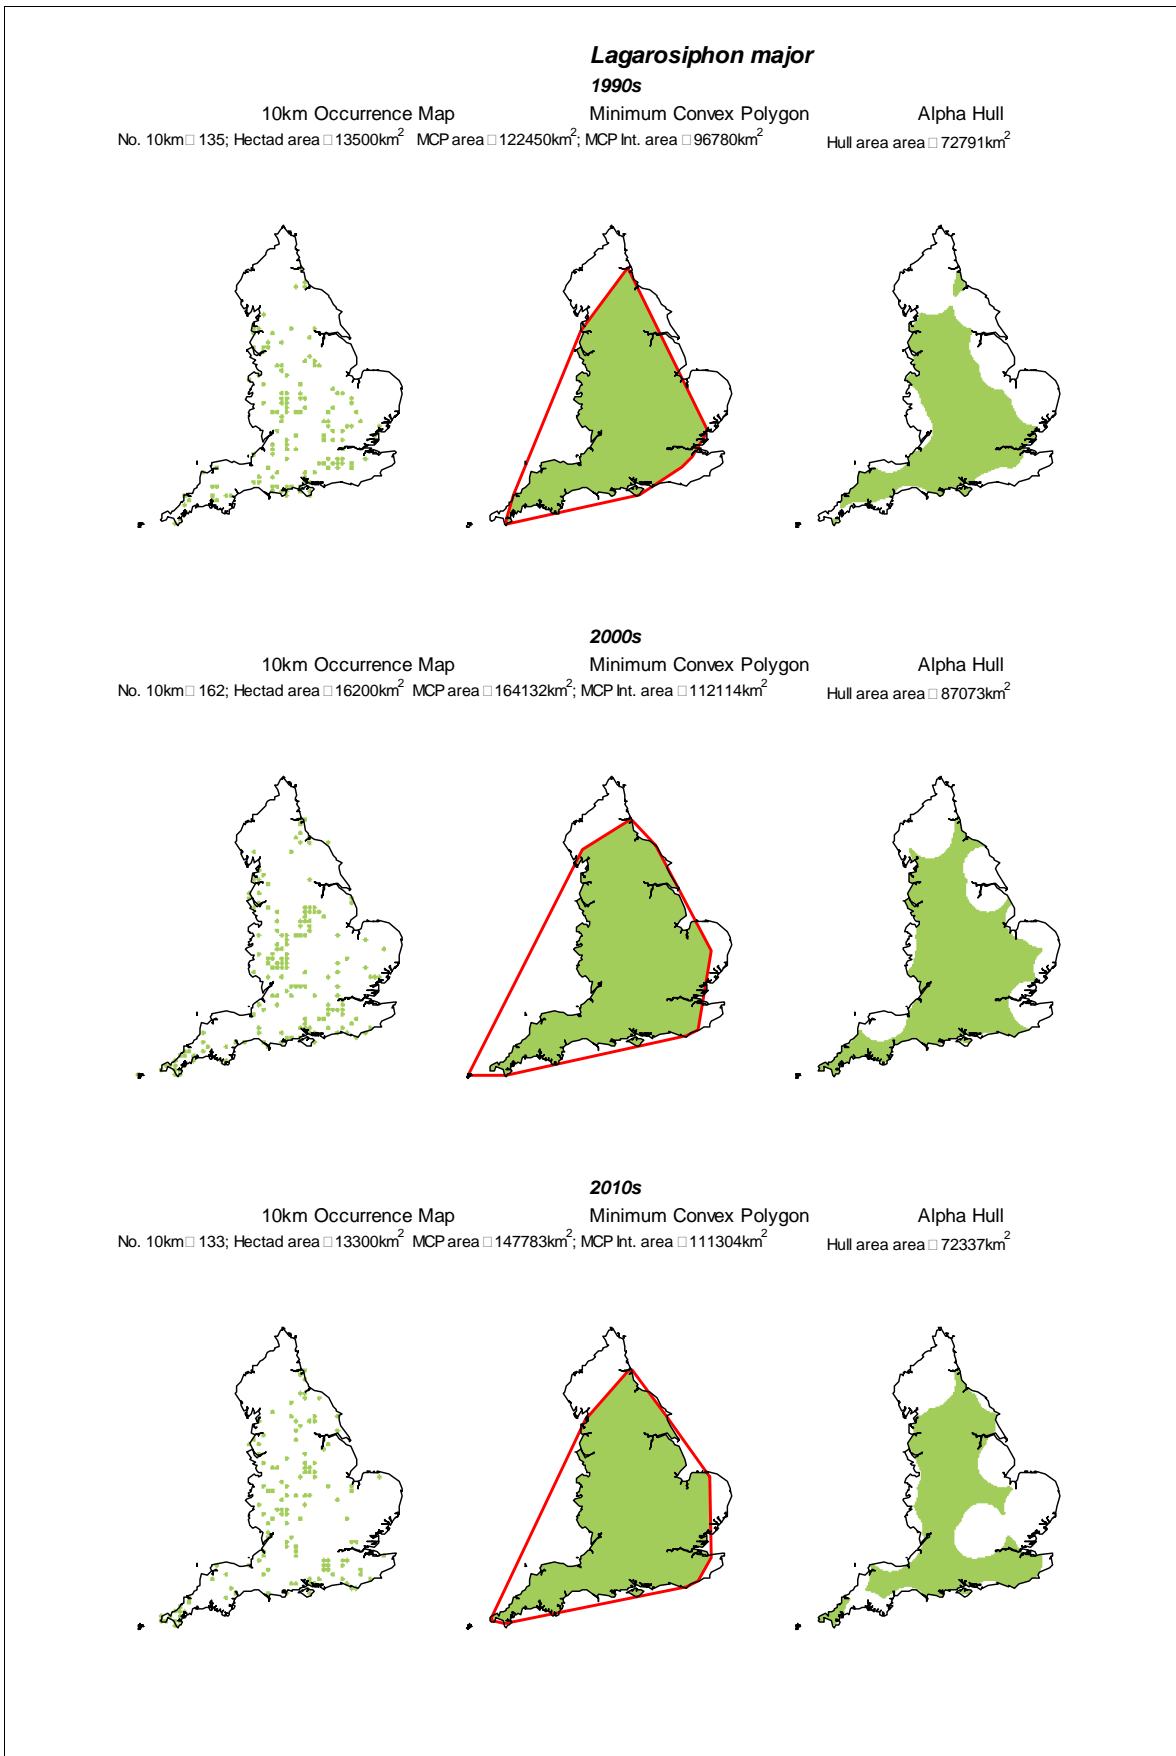 Lagarosiphon major
1990s
10km Occurrence Map Minimum Convex Polygon Alpha Hull
No. 10km□ 135; Hectad area □ 13500km² MCP area □ 122450km²; MCP Int. area □ 96780km² Hull area area □ 72791km²
2000s
10km Occurrence Map Minimum Convex Polygon Alpha Hull
No. 10km□ 162; Hectad area □ 16200km² MCP area □ 164132km²; MCP Int. area □ 112114km² Hull area area □ 87073km²
2010s
10km Occurrence Map Minimum Convex Polygon Alpha Hull
No. 10km□ 133; Hectad area □ 13300km² MCP area □ 147783km²; MCP Int. area □ 111304km² Hull area area □ 72337km²